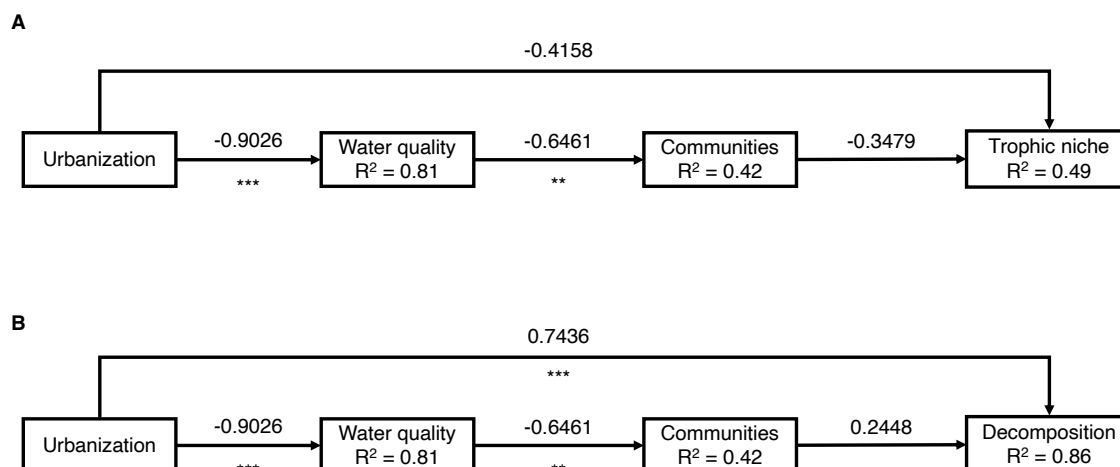 A
-0.4158
Urbanization
-0.9026
***
Water quality
R² = 0.81
-0.6461
**
Communities
R² = 0.42
-0.3479
Trophic niche
R² = 0.49
B
0.7436
***
Urbanization
-0.9026
***
Water quality
R² = 0.81
-0.6461
**
Communities
R² = 0.42
0.2448
Decomposition
R² = 0.86